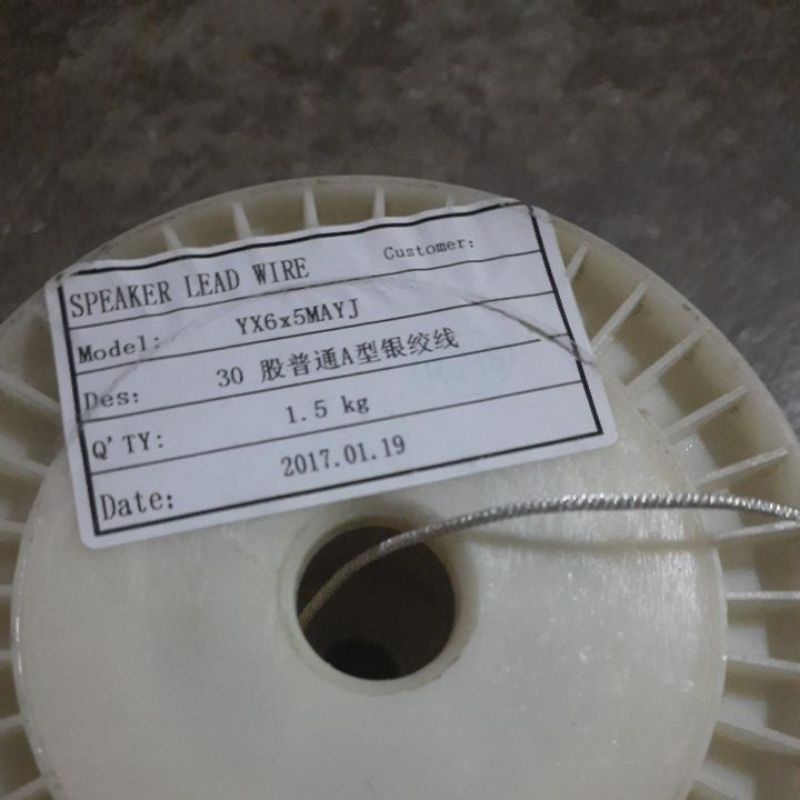 SPEAKER LEAD WIRE Customer:
Model: YX6x5MAYJ
Des: 30 股普通A型银绞线
Q'TY: 1.5 kg
Date: 2017.01.19